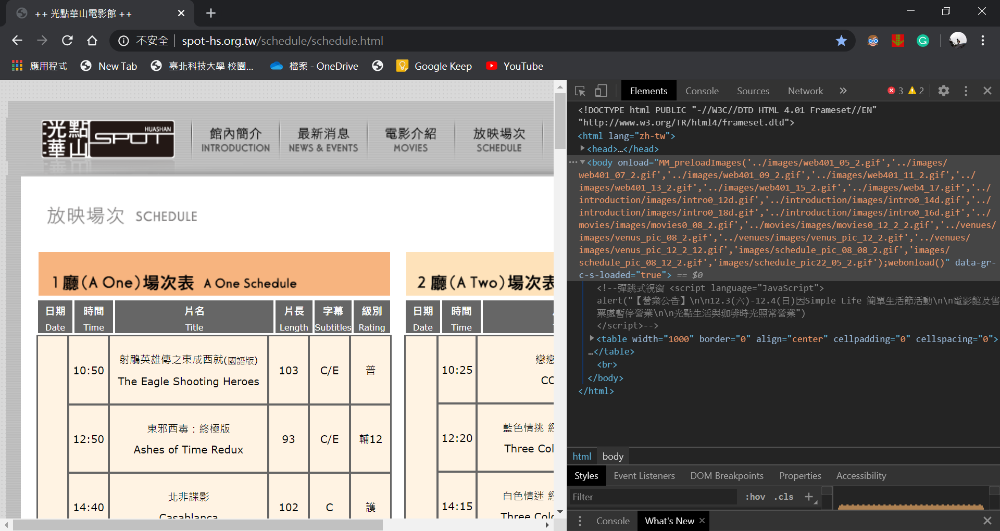 ++ 光點華山電影館 ++
不安全 spot-hs.org.tw/schedule/schedule.html
應用程式 New Tab 臺北科技大學 校園... 檔案 - OneDrive Google Keep YouTube
光點
華山 SPOT HUASHAN
館內簡介 最新消息 電影介紹 放映場次
INTRODUCTION NEWS & EVENTS MOVIES SCHEDULE
放映場次 SCHEDULE
1 廳(A One)場次表 A One Schedule
日期 時間 片名 片長 字幕 級別
Date Time Title Length Subtitles Rating
10:50 射鵰英雄傳之東成西就(國語版) 103 C/E 普
The Eagle Shooting Heroes
12:50 東邪西毒：終極版 93 C/E 輔12
Ashes of Time Redux
14:40 北非諜影 102 C 護
Casablanca
2 廳(A Two)場次表
日期 時間
Date Time
10:25 戀戀
CO
12:20 藍色情挑 經
Three Col
14:15 白色情迷 經
Three Colo
Elements Console Sources Network » 3 2
<!DOCTYPE html PUBLIC "-//W3C//DTD HTML 4.01 Frameset//EN"
"http://www.w3.org/TR/html4/frameset.dtd">
<html lang="zh-tw">
<head>…</head>
<body onload="MM_preloadImages('../images/web401_05_2.gif','../images/
web401_07_2.gif','../images/web401_09_2.gif','../images/web401_11_2.gif','../
images/web401_13_2.gif','../images/web401_15_2.gif','../images/web4_17.gif','../
introduction/images/intro0_12d.gif','../introduction/images/intro0_14d.gif','../
introduction/images/intro0_18d.gif','../introduction/images/intro0_16d.gif','../
movies/images/movies0_08_2.gif','../movies/images/movies0_12_2_2.gif','../venues/
images/venus_pic_08_2.gif','../venues/images/venus_pic_12_2.gif','../venues/
images/venus_pic_12_2_12.gif','images/schedule_pic_08_08_2.gif','images/
schedule_pic_08_12_2.gif','images/schedule_pic22_05_2.gif');webonload()" data-gr-
c-s-loaded="true"> == $0
<!--彈跳式視窗 <script language="JavaScript">
alert("【營業公告】\n\n12.3(六)-12.4(日)因Simple Life 簡單生活節活動\n\n電影館及售
票處暫停營業\n\n光點生活與珈琲時光照常營業")
</script>-->
<table width="1000" border="0" align="center" cellpadding="0" cellspacing="0">
…</table>
<br>
</body>
</html>
html body
Styles Event Listeners DOM Breakpoints Properties Accessibility
Filter :hov .cls +
Console What's New